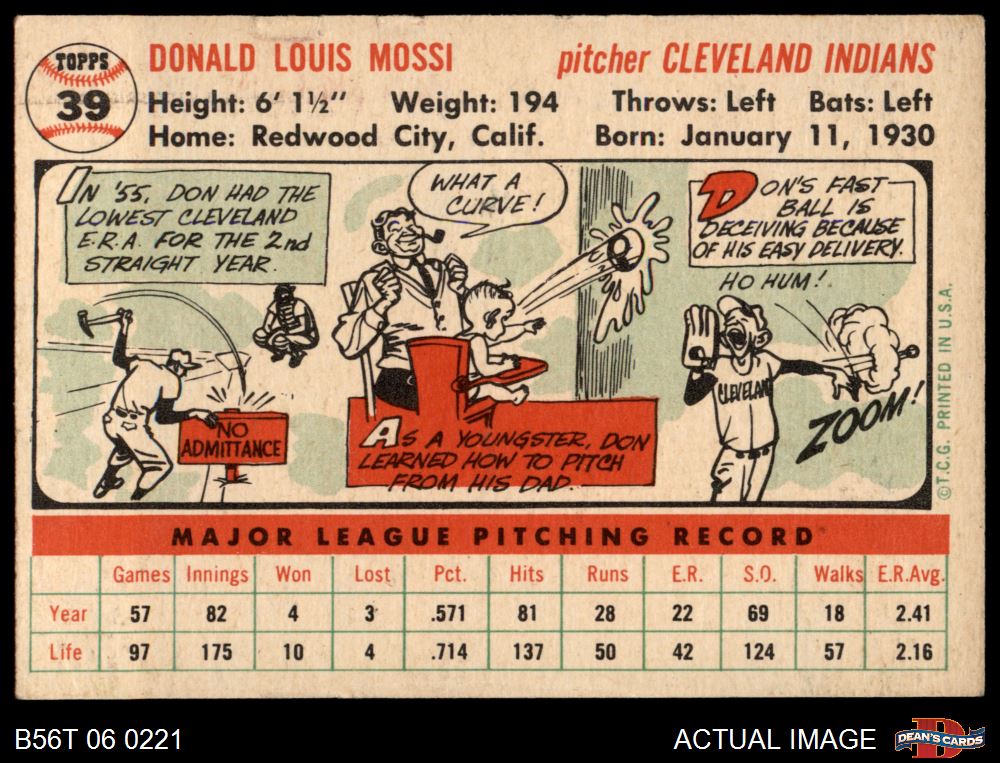 TOPPS
39
DONALD LOUIS MOSSI
pitcher CLEVELAND INDIANS
Height: 6' 1½" Weight: 194 Throws: Left Bats: Left
Home: Redwood City, Calif. Born: January 11, 1930
IN '55, DON HAD THE
LOWEST CLEVELAND
E.R.A. FOR THE 2nd
STRAIGHT YEAR.
NO
ADMITTANCE
WHAT A
CURVE!
AS A YOUNGSTER, DON
LEARNED HOW TO PITCH
FROM HIS DAD.
DON'S FAST
BALL IS
DECEIVING BECAUSE
OF HIS EASY DELIVERY.
HO HUM!
CLEVELAND
ZOOM!
©T.C.G. PRINTED IN U.S.A.
MAJOR LEAGUE PITCHING RECORD
Games Innings Won Lost Pct. Hits Runs E.R. S.O. Walks E.R.Avg.
Year 57 82 4 3 .571 81 28 22 69 18 2.41
Life 97 175 10 4 .714 137 50 42 124 57 2.16
B56T 06 0221
ACTUAL IMAGE
DEAN'S CARDS